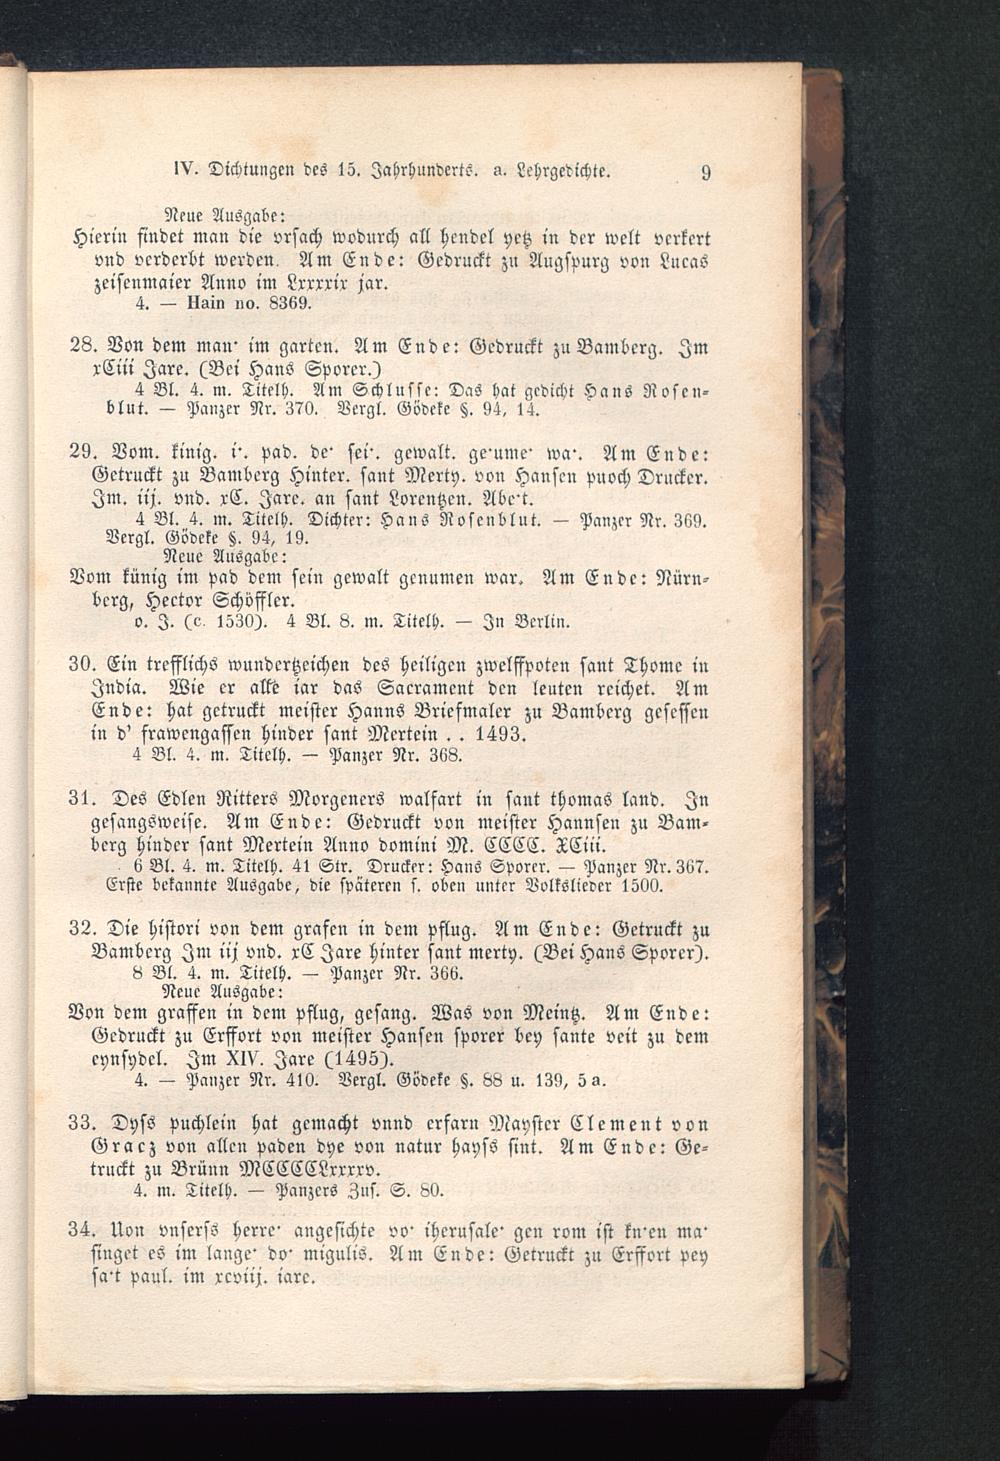 IV. Dichtungen des 15. Jahrhunderts. a. Lehrgedichte. 9
Neue Ausgabe:
Hierin findet man die vrsach wodurch all hendel yetz in der welt verkert
vnd verderbt werden. Am Ende: Gedruckt zu Augspurg von Lucas
zeisenmaier Anno im Lxxxxix jar.
4. — Hain no. 8369.
28. Von dem man· im garten. Am Ende: Gedruckt zu Bamberg. Im
xCiii Jare. (Bei Hans Sporer.)
4 Bl. 4. m. Titelh. Am Schlusse: Das hat gedicht Hans Rosen-
blut. — Panzer Nr. 370. Vergl. Gödeke §. 94, 14.
29. Vom. kinig. i·. pad. de· sei·. gewalt. ge·ume· wa·. Am Ende:
Getruckt zu Bamberg Hinter. sant Merty. von Hansen puoch Drucker.
Im. iij. vnd. xC. Jare. an sant Lorentzen. Abe·t.
4 Bl. 4. m. Titelh. Dichter: Hans Rosenblut. — Panzer Nr. 369.
Vergl. Gödeke §. 94, 19.
Neue Ausgabe:
Vom künig im pad dem sein gewalt genumen war. Am Ende: Nürn-
berg, Hector Schöffler.
o. J. (c. 1530). 4 Bl. 8. m. Titelh. — In Berlin.
30. Ein trefflichs wundertzeichen des heiligen zwelffpoten sant Thome in
India. Wie er alle iar das Sacrament den leuten reichet. Am
Ende: hat getruckt meister Hanns Briefmaler zu Bamberg gesessen
in d' frawengassen hinder sant Mertein . . 1493.
4 Bl. 4. m. Titelh. — Panzer Nr. 368.
31. Des Edlen Ritters Morgeners walfart in sant thomas land. In
gesangsweise. Am Ende: Gedruckt von meister Hannsen zu Bam-
berg hinder sant Mertein Anno domini M. CCCC. XCiii.
6 Bl. 4. m. Titelh. 41 Str. Drucker: Hans Sporer. — Panzer Nr. 367.
Erste bekannte Ausgabe, die späteren s. oben unter Volkslieder 1500.
32. Die histori von dem grafen in dem pflug. Am Ende: Getruckt zu
Bamberg Im iij vnd. xC Jare hinter sant merty. (Bei Hans Sporer).
8 Bl. 4. m. Titelh. — Panzer Nr. 366.
Neue Ausgabe:
Von dem graffen in dem pflug, gesang. Was von Meintz. Am Ende:
Gedruckt zu Erffort von meister Hansen sporer bey sante veit zu dem
eynsydel. Im XIV. Jare (1495).
4. — Panzer Nr. 410. Vergl. Gödeke §. 88 u. 139, 5 a.
33. Dyss puchlein hat gemacht vnnd erfarn Mayster Clement von
Gracz von allen paden dye von natur hayss sint. Am Ende: Ge-
truckt zu Brünn MCCCCLxxxxv.
4. m. Titelh. — Panzers Zus. S. 80.
34. Uon vnserss herre· angesichte vo· iherusale· gen rom ist kn·en ma·
singet es im lange· do· migulis. Am Ende: Getruckt zu Erffort pey
sa·t paul. im xcviij. iare.